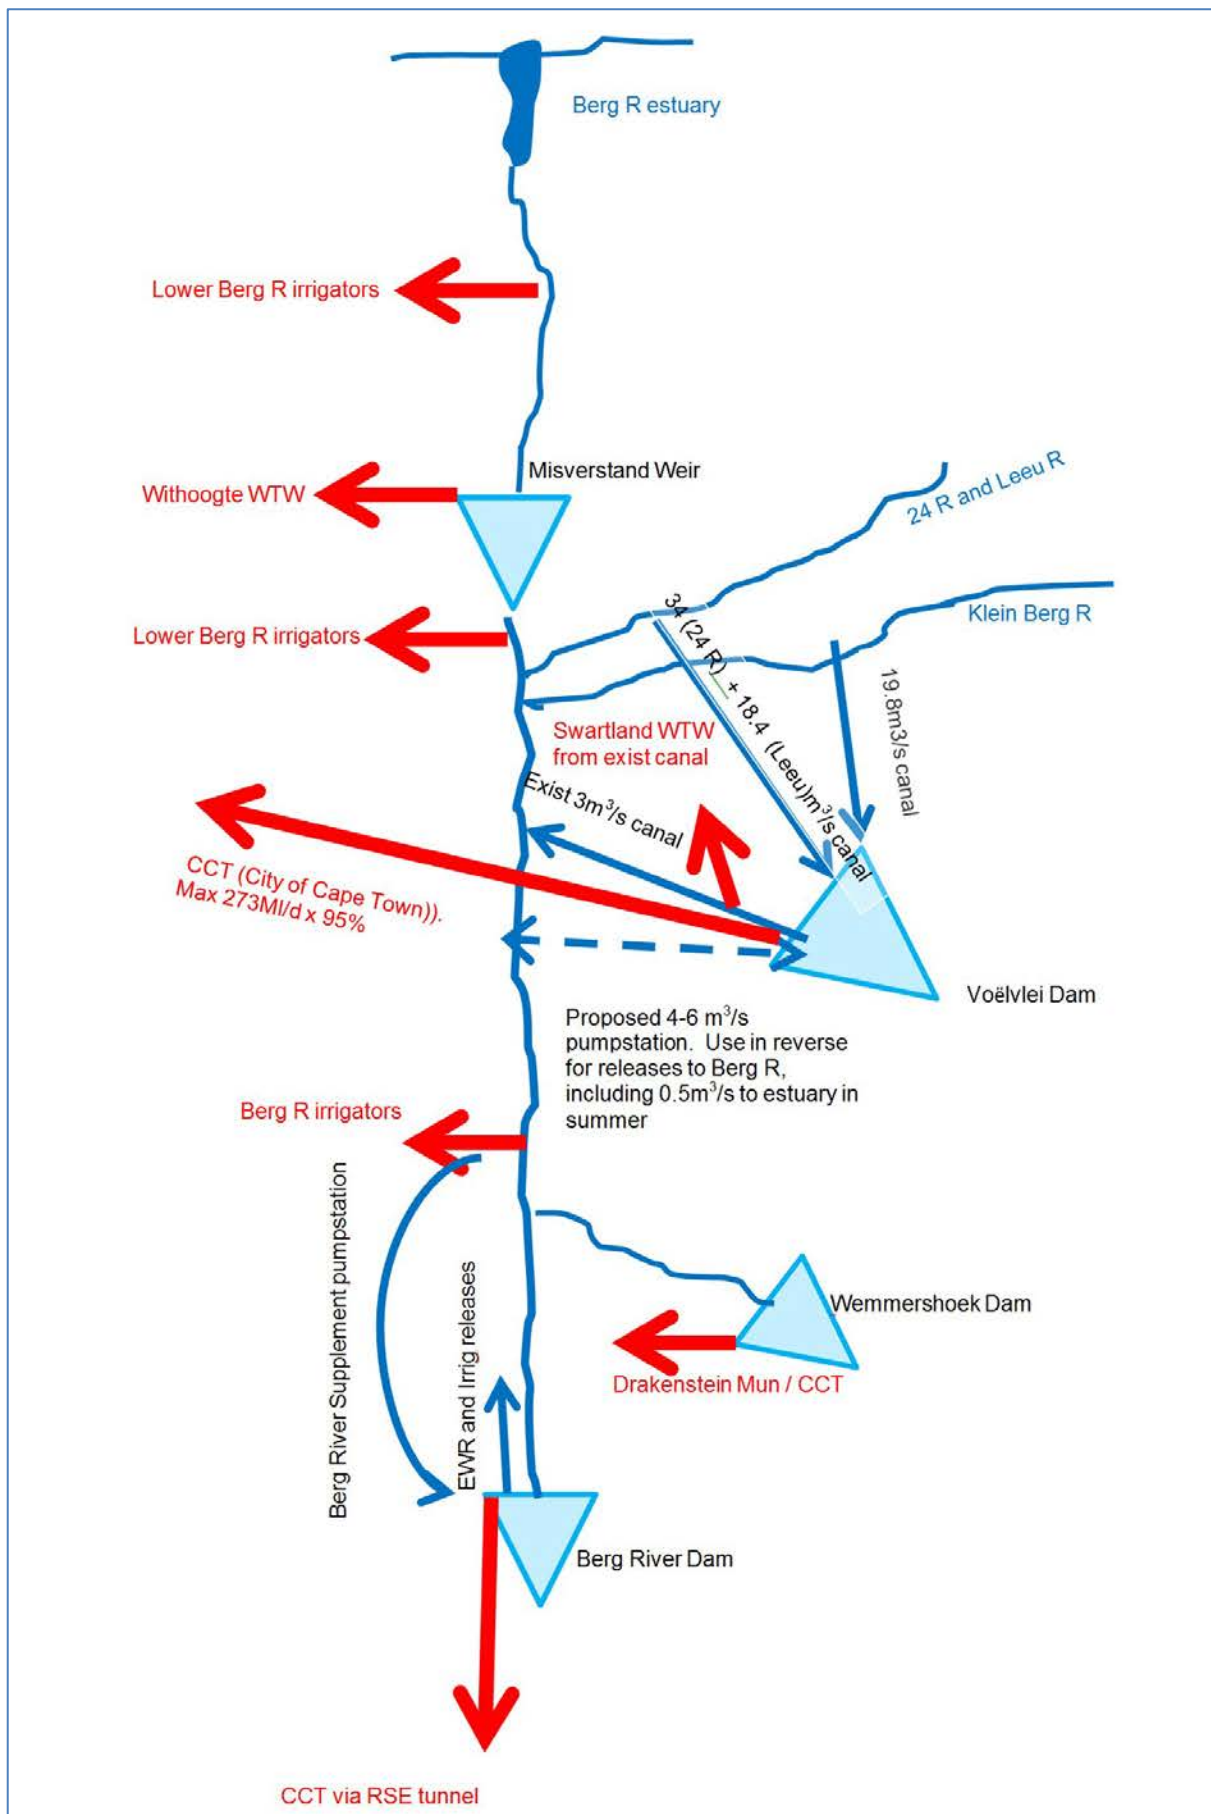 Berg R estuary
Lower Berg R irrigators
Misverstand Weir
Withoogte WTW
24 R and Leeu R
Klein Berg R
Lower Berg R irrigators
34 (24 R) + 18.4 (Leeu)m³/s canal
19.8m3/s canal
Swartland WTW
from exist canal
Exist 3m³/s canal
CCT (City of Cape Town)).
Max 273Ml/d x 95%
Voëlvlei Dam
Proposed 4-6 m³/s
pumpstation.  Use in reverse
for releases to Berg R,
including 0.5m³/s to estuary in
summer
Berg R irrigators
Berg River Supplement pumpstation
EWR and Irrig releases
Wemmershoek Dam
Drakenstein Mun / CCT
Berg River Dam
CCT via RSE tunnel